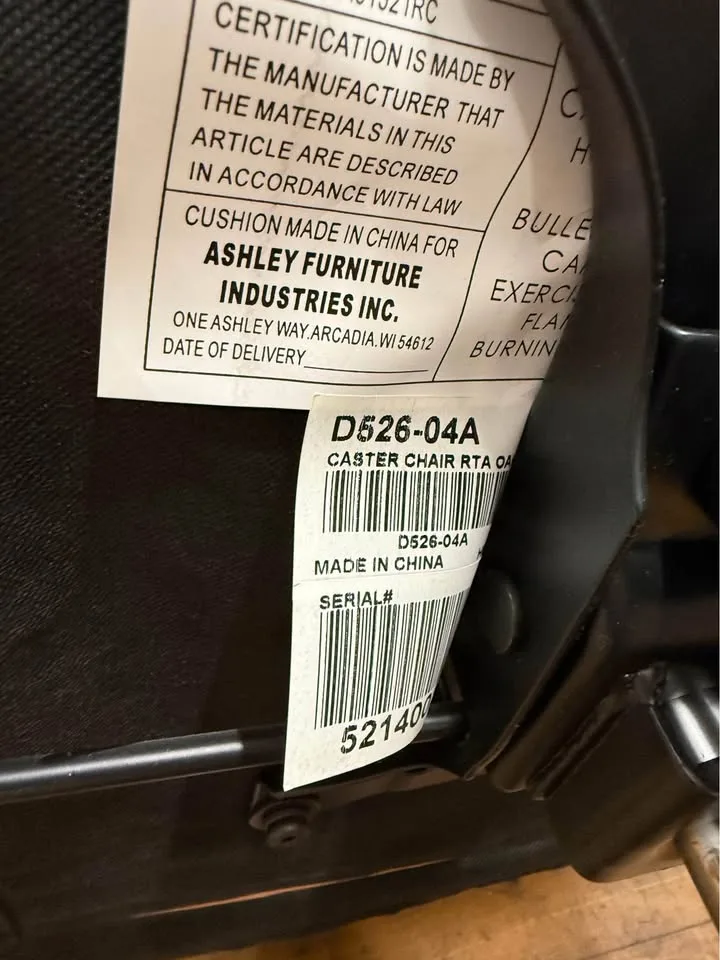 CERTIFICATION IS MADE BY
THE MANUFACTURER THAT
THE MATERIALS IN THIS
ARTICLE ARE DESCRIBED
IN ACCORDANCE WITH LAW
CUSHION MADE IN CHINA FOR
ASHLEY FURNITURE
INDUSTRIES INC.
ONE ASHLEY WAY.ARCADIA.WI 54612
DATE OF DELIVERY
D526-04A
CASTER CHAIR RTA
D526-04A
MADE IN CHINA
SERIAL#